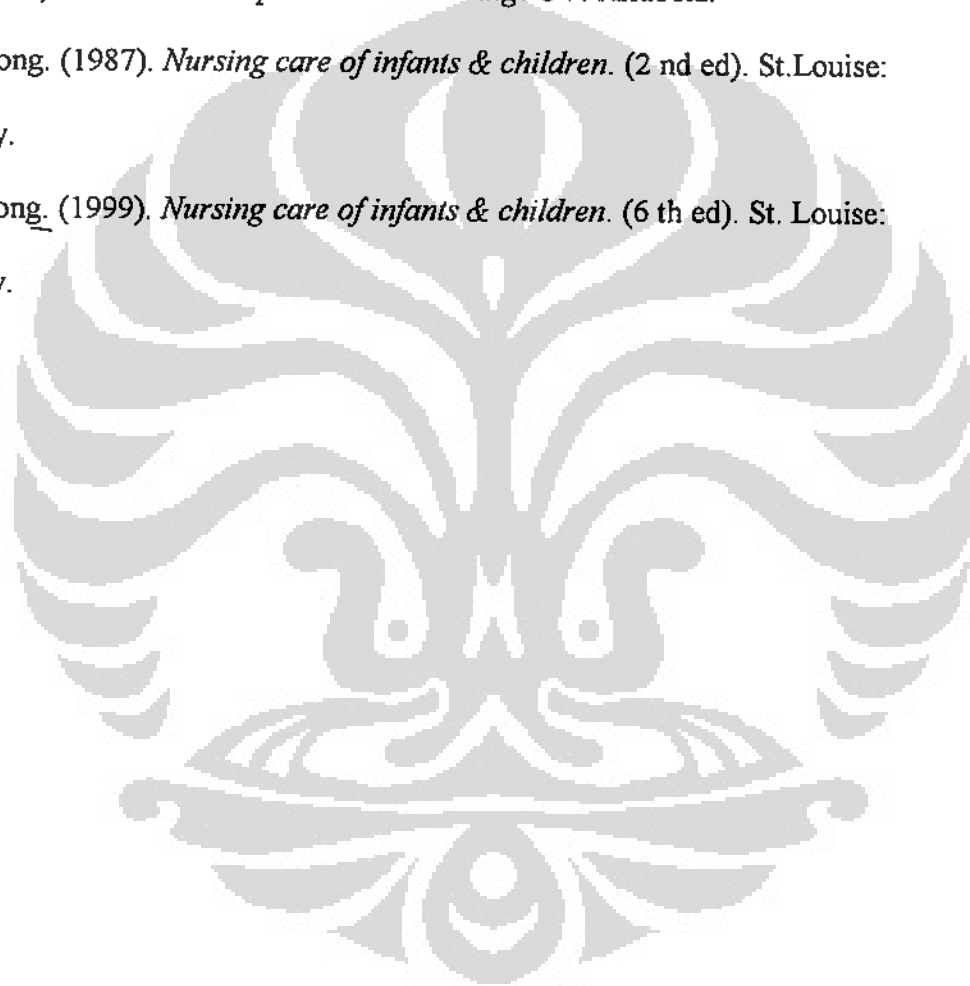 ong. (1987). Nursing care of infants & children. (2 nd ed). St.Louise:
y.
ong. (1999). Nursing care of infants & children. (6 th ed). St. Louise:
y.